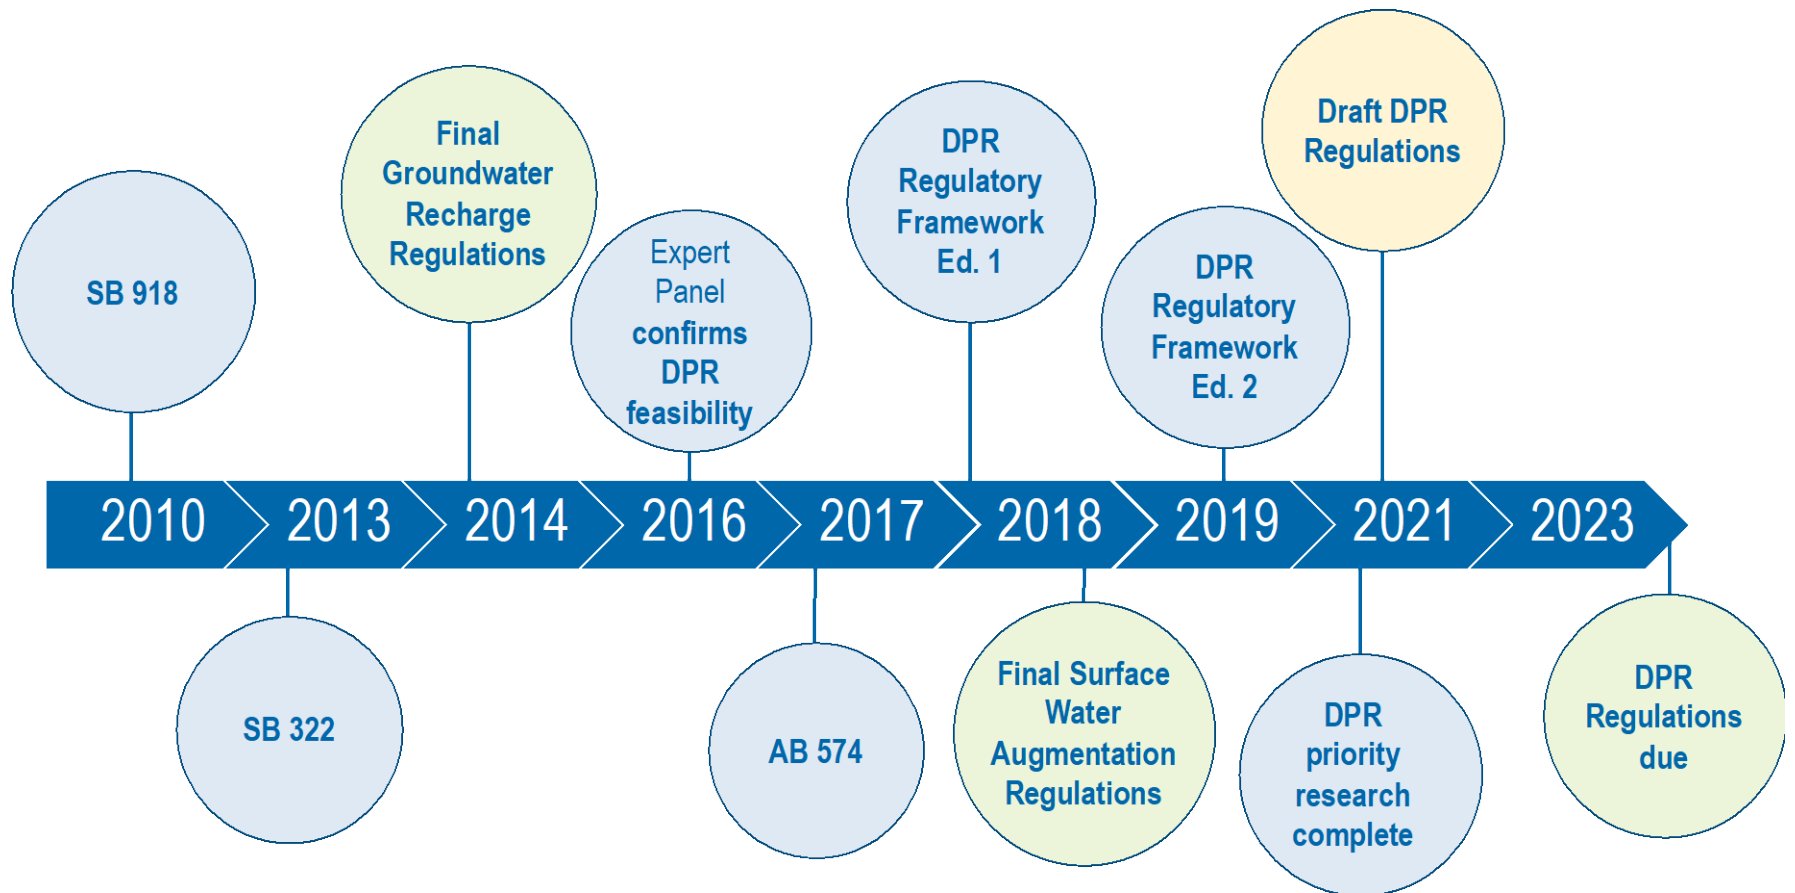 SB 918
Final
Groundwater
Recharge
Regulations
Expert
Panel
confirms
DPR
feasibility
DPR
Regulatory
Framework
Ed. 1
DPR
Regulatory
Framework
Ed. 2
Draft DPR
Regulations
2010
2013
2014
2016
2017
2018
2019
2021
2023
SB 322
AB 574
Final Surface
Water
Augmentation
Regulations
DPR
priority
research
complete
DPR
Regulations
due